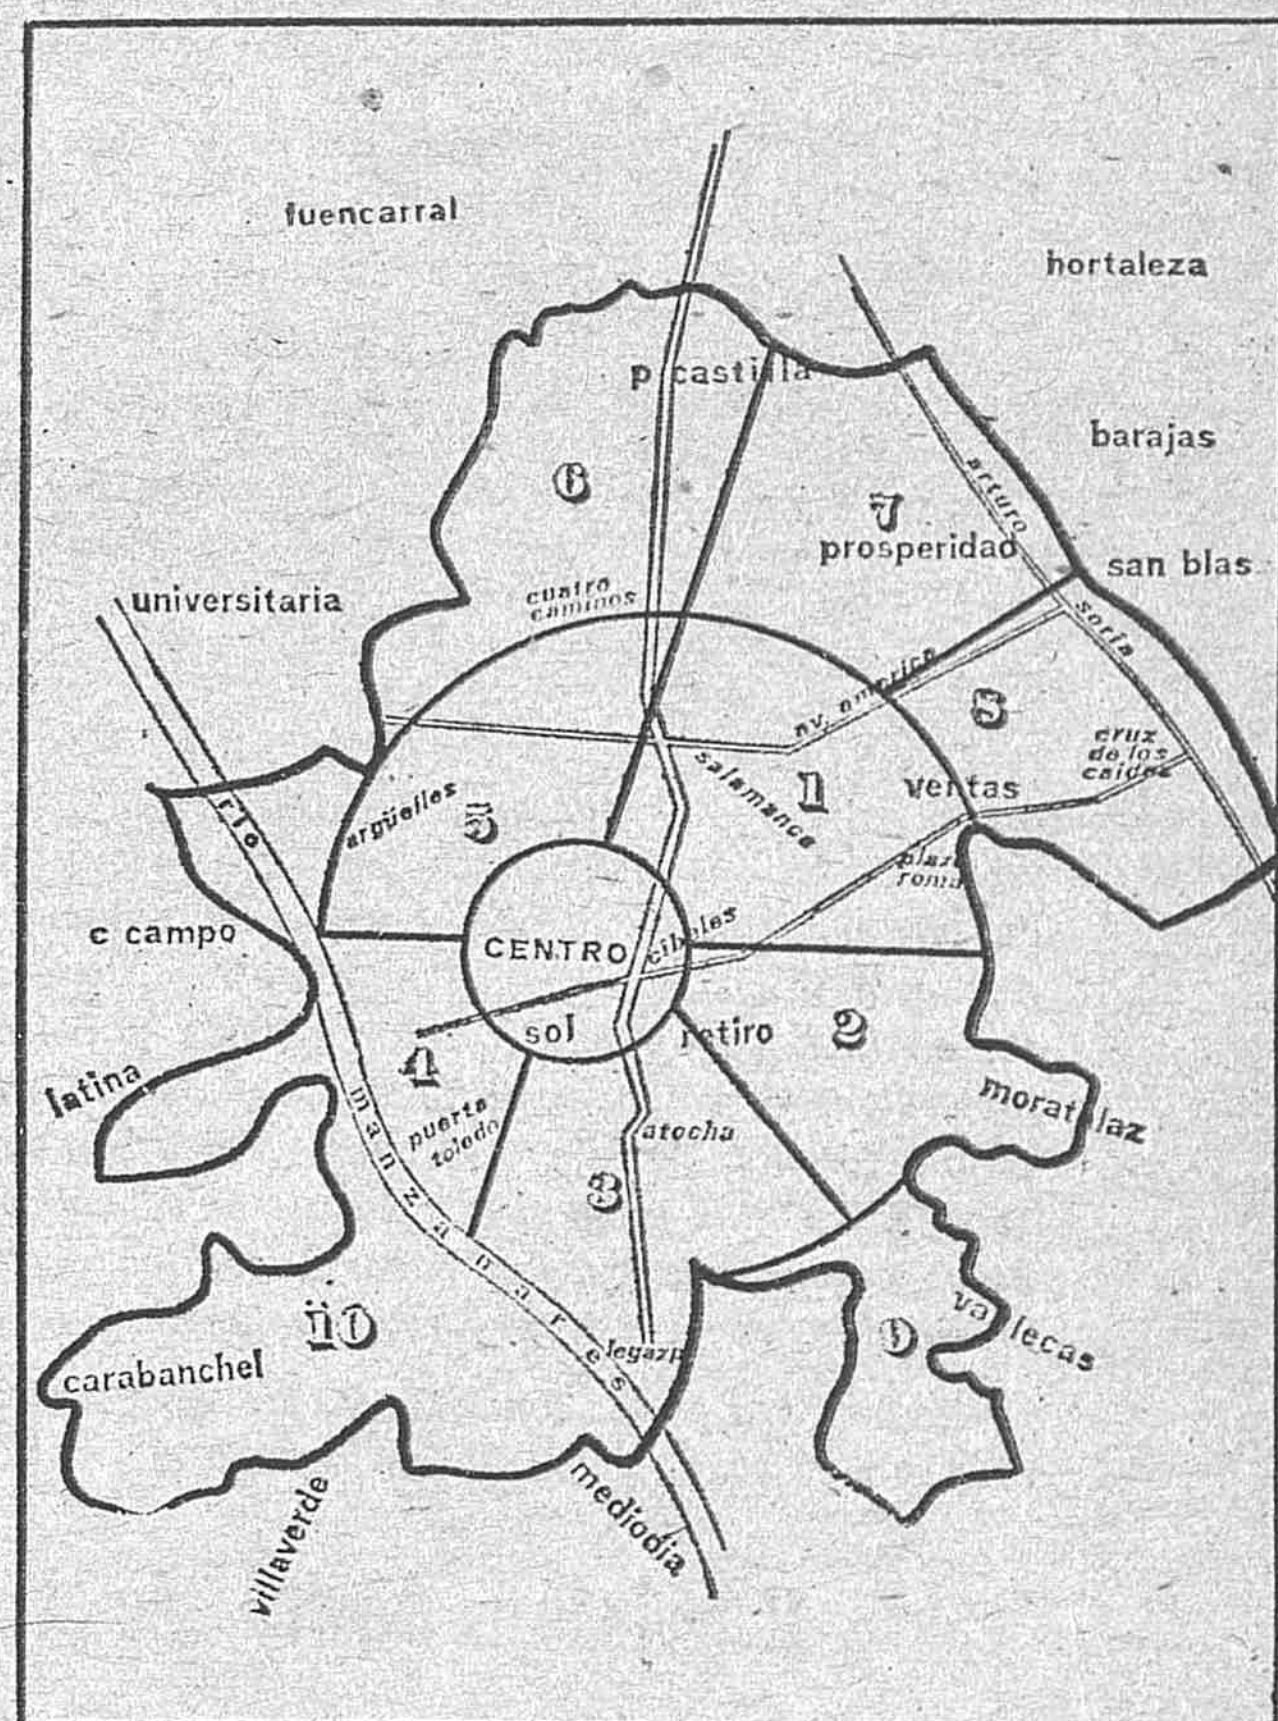 fuencarral
hortaleza
p castilla
barajas
6
arturo
7
prosperidad
san blas
universitaria
cuatro
caminos
soria
av. america
8
cruz
de los
caidos
salamanca
1
ventas
rio
argüelles
5
plaza
roma
c campo
CENTRO
cibeles
sol
retiro
2
4
latina
moratalaz
manzanares
puerta
toledo
atocha
3
vallecas
10
9
legazpi
carabanchel
villaverde
mediodia